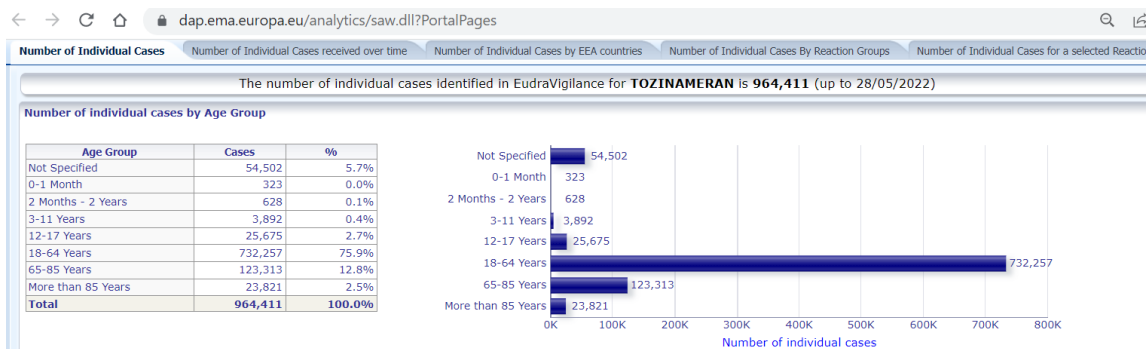 dap.ema.europa.eu/analytics/saw.dll?PortalPages
Number of Individual Cases Number of Individual Cases received over time Number of Individual Cases by EEA countries Number of Individual Cases By Reaction Groups Number of Individual Cases for a selected Reactio
The number of individual cases identified in EudraVigilance for TOZINAMERAN is 964,411 (up to 28/05/2022)
Number of individual cases by Age Group
Age Group Cases %
Not Specified 54,502 5.7%
0-1 Month 323 0.0%
2 Months - 2 Years 628 0.1%
3-11 Years 3,892 0.4%
12-17 Years 25,675 2.7%
18-64 Years 732,257 75.9%
65-85 Years 123,313 12.8%
More than 85 Years 23,821 2.5%
Total 964,411 100.0%
Not Specified 54,502
0-1 Month 323
2 Months - 2 Years 628
3-11 Years 3,892
12-17 Years 25,675
18-64 Years 732,257
65-85 Years 123,313
More than 85 Years 23,821
0K 100K 200K 300K 400K 500K 600K 700K 800K
Number of individual cases